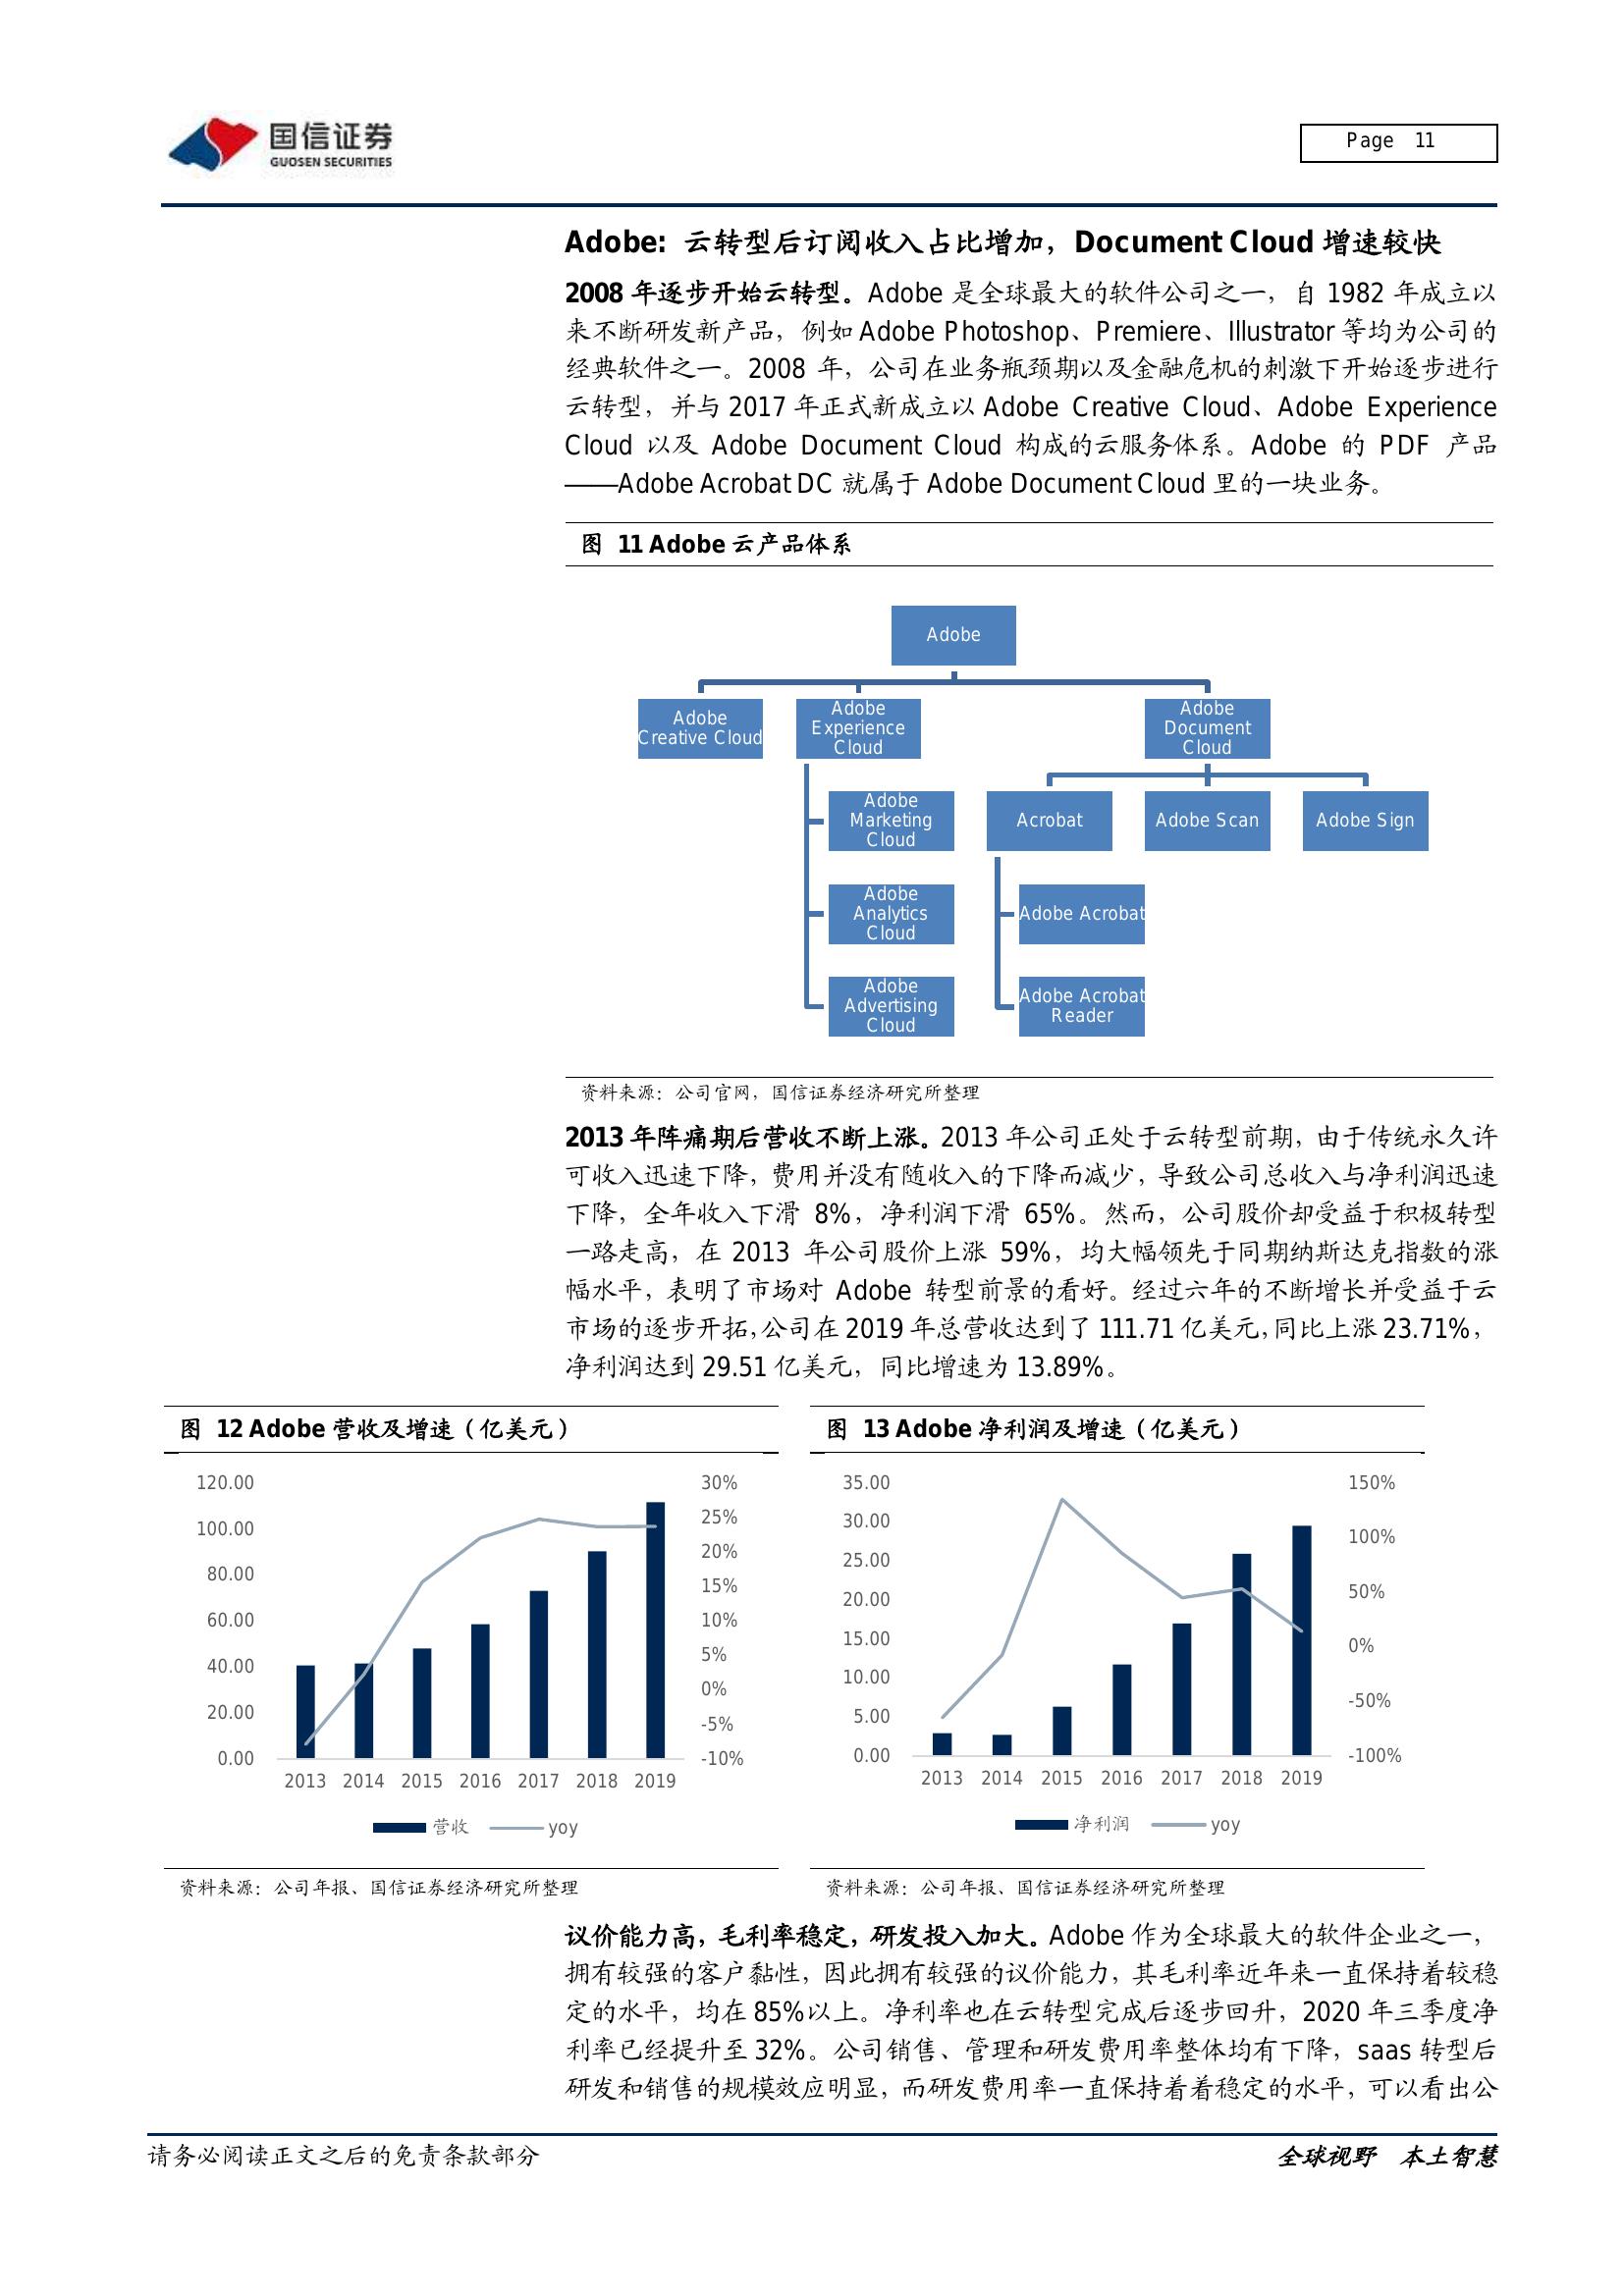 国信证券
GUOSEN SECURITIES
Page 11
Adobe：云转型后订阅收入占比增加，Document Cloud 增速较快
2008 年逐步开始云转型。Adobe 是全球最大的软件公司之一，自 1982 年成立以
来不断研发新产品，例如 Adobe Photoshop、Premiere、Illustrator 等均为公司的
经典软件之一。2008 年，公司在业务瓶颈期以及金融危机的刺激下开始逐步进行
云转型，并与 2017 年正式新成立以 Adobe Creative Cloud、Adobe Experience
Cloud 以及 Adobe Document Cloud 构成的云服务体系。Adobe 的 PDF 产品
——Adobe Acrobat DC 就属于 Adobe Document Cloud 里的一块业务。
图 11 Adobe 云产品体系
Adobe
Adobe
Creative Cloud
Adobe
Experience
Cloud
Adobe
Document
Cloud
Adobe
Marketing
Cloud
Acrobat
Adobe Scan
Adobe Sign
Adobe
Analytics
Cloud
Adobe Acrobat
Adobe
Advertising
Cloud
Adobe Acrobat
Reader
资料来源：公司官网，国信证券经济研究所整理
2013 年阵痛期后营收不断上涨。2013 年公司正处于云转型前期，由于传统永久许
可收入迅速下降，费用并没有随收入的下降而减少，导致公司总收入与净利润迅速
下降，全年收入下滑 8%，净利润下滑 65%。然而，公司股价却受益于积极转型
一路走高，在 2013 年公司股价上涨 59%，均大幅领先于同期纳斯达克指数的涨
幅水平，表明了市场对 Adobe 转型前景的看好。经过六年的不断增长并受益于云
市场的逐步开拓，公司在 2019 年总营收达到了 111.71 亿美元，同比上涨 23.71%，
净利润达到 29.51 亿美元，同比增速为 13.89%。
图 12 Adobe 营收及增速（亿美元）
120.00
100.00
80.00
60.00
40.00
20.00
0.00
30%
25%
20%
15%
10%
5%
0%
-5%
-10%
2013 2014 2015 2016 2017 2018 2019
营收 yoy
资料来源：公司年报、国信证券经济研究所整理
图 13 Adobe 净利润及增速（亿美元）
35.00
30.00
25.00
20.00
15.00
10.00
5.00
0.00
150%
100%
50%
0%
-50%
-100%
2013 2014 2015 2016 2017 2018 2019
净利润 yoy
资料来源：公司年报、国信证券经济研究所整理
议价能力高，毛利率稳定，研发投入加大。Adobe 作为全球最大的软件企业之一，
拥有较强的客户黏性，因此拥有较强的议价能力，其毛利率近年来一直保持着较稳
定的水平，均在 85%以上。净利率也在云转型完成后逐步回升，2020 年三季度净
利率已经提升至 32%。公司销售、管理和研发费用率整体均有下降，saas 转型后
研发和销售的规模效应明显，而研发费用率一直保持着着稳定的水平，可以看出公
请务必阅读正文之后的免责条款部分
全球视野 本土智慧